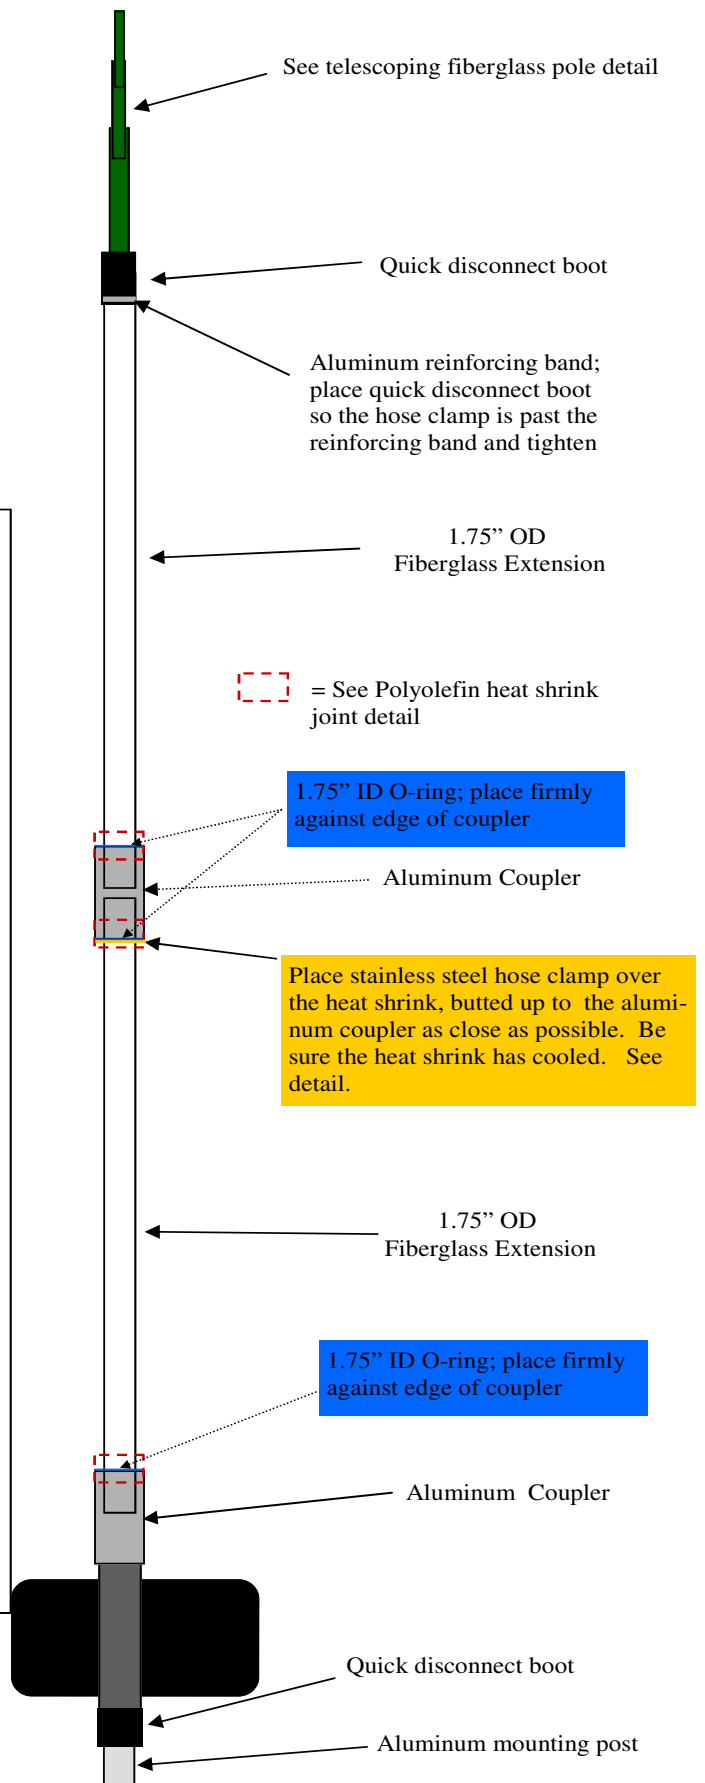 See telescoping fiberglass pole detail
Quick disconnect boot
Aluminum reinforcing band;
place quick disconnect boot
so the hose clamp is past the
reinforcing band and tighten
1.75” OD
Fiberglass Extension
= See Polyolefin heat shrink
joint detail
1.75” ID O-ring; place firmly
against edge of coupler
Aluminum Coupler
Place stainless steel hose clamp over
the heat shrink, butted up to  the alumi-
num coupler as close as possible.  Be
sure the heat shrink has cooled.   See
detail.
1.75” OD
Fiberglass Extension
1.75” ID O-ring; place firmly
against edge of coupler
Aluminum  Coupler
Quick disconnect boot
Aluminum mounting post